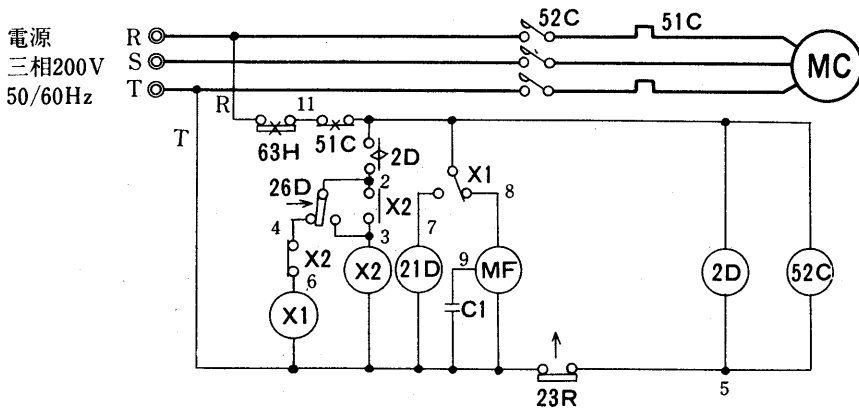 電源
三相200V
50/60Hz
R
S
T
52C
51C
MC
R
T
11
63H
51C
2D
2
26D
X2
X1
8
4
3
7
X2
6
X1
X2
21D
9
MF
C1
2D
52C
23R
5